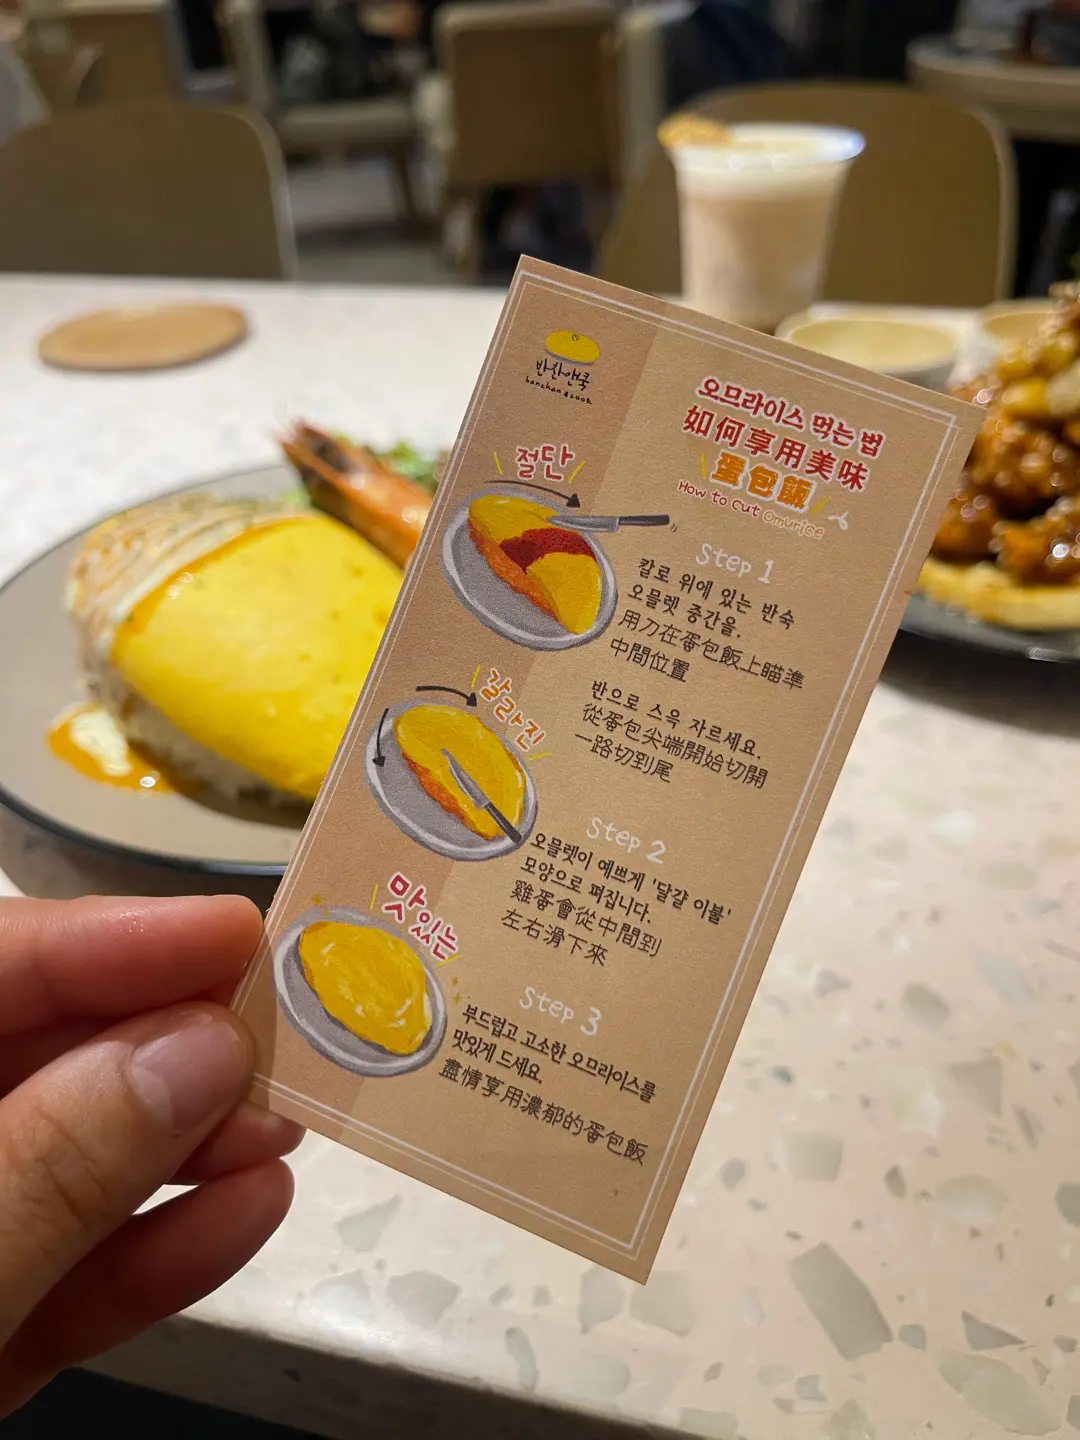 반찬앤쿡
banchan & cook
오므라이스 먹는 법
如何享用美味
蛋包飯
How to cut Omurice
절단
Step 1
칼로 위에 있는 반숙
오믈렛 중간을.
用刀在蛋包飯上瞄準
中間位置
반으로 스윽 자르세요.
從蛋包尖端開始切開
一路切到尾
갈라진
Step 2
오믈렛이 예쁘게 '달걀 이불'
모양으로 펴집니다.
雞蛋會從中間到
左右滑下來
맛있는
Step 3
부드럽고 고소한 오므라이스를
맛있게 드세요.
盡情享用濃郁的蛋包飯